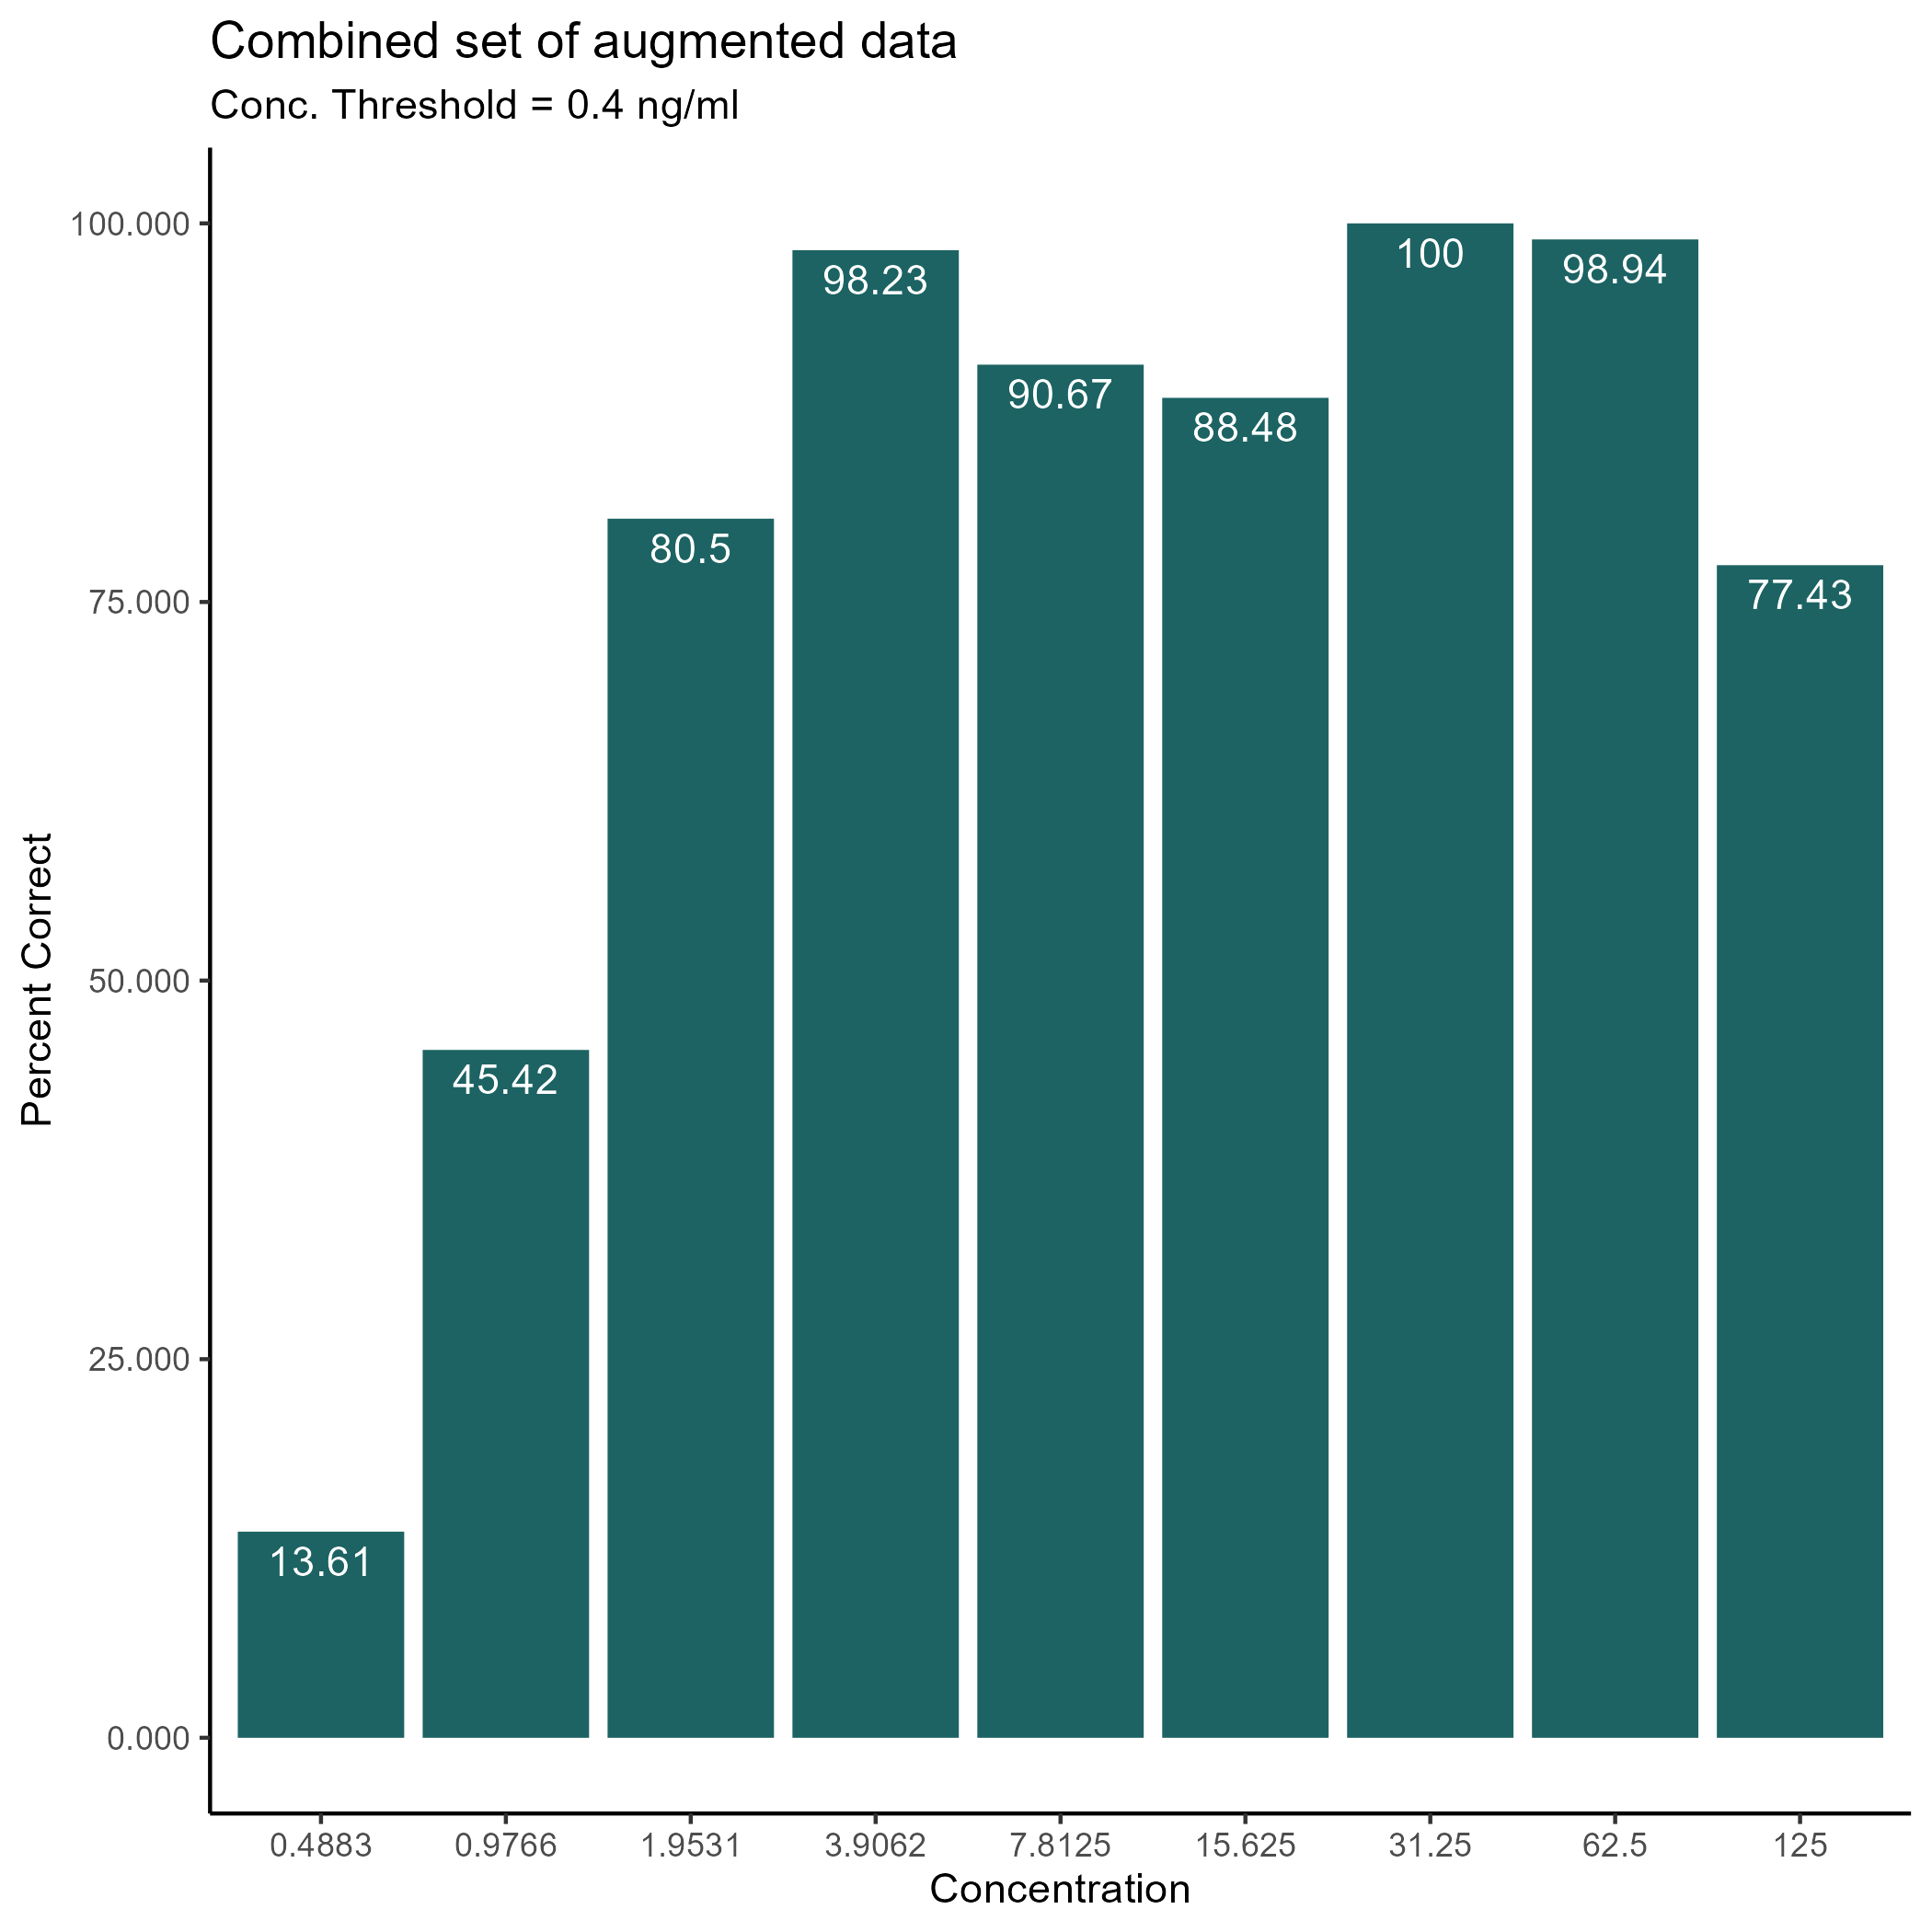 Combined set of augmented data
Conc. Threshold = 0.4 ng/ml
Percent Correct
100.000
75.000
50.000
25.000
0.000
13.61
45.42
80.5
98.23
90.67
88.48
100
98.94
77.43
0.4883 0.9766 1.9531 3.9062 7.8125 15.625 31.25 62.5 125
Concentration